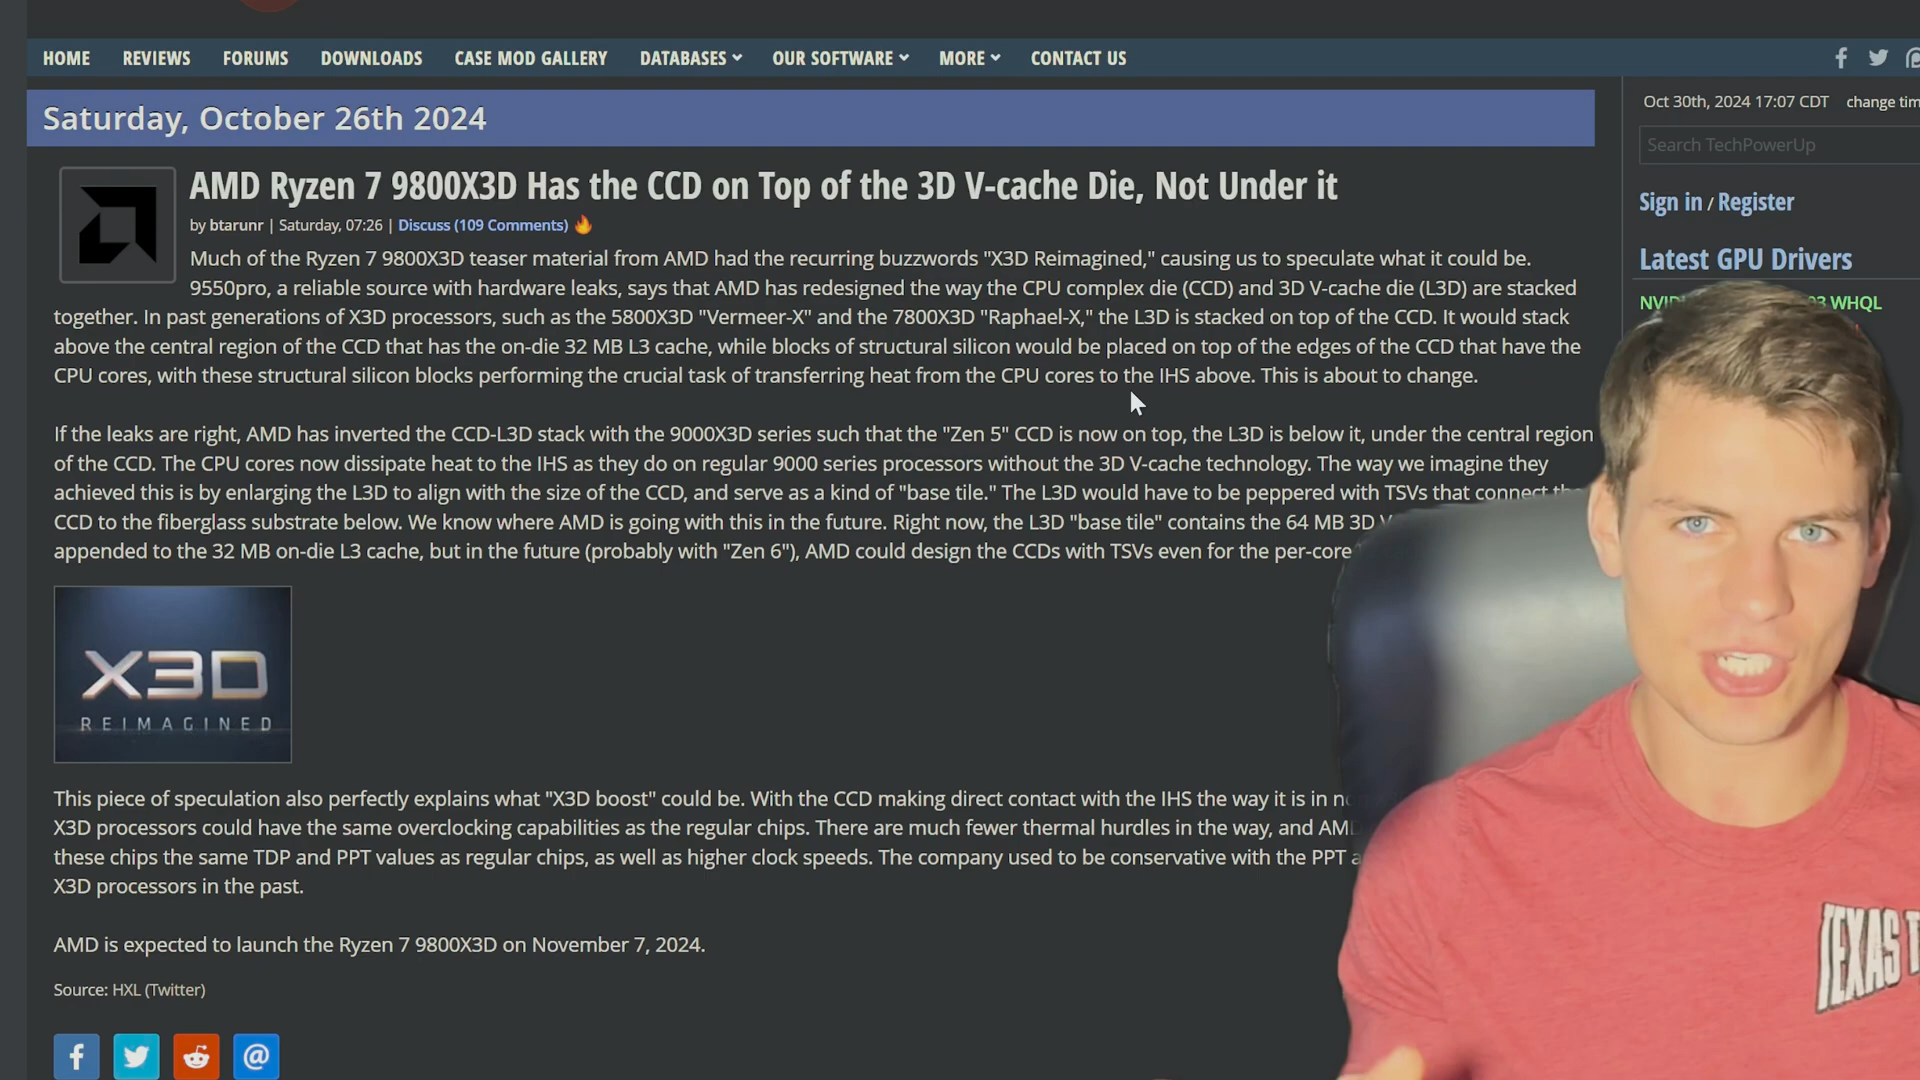 HOME REVIEWS FORUMS DOWNLOADS CASE MOD GALLERY DATABASES OUR SOFTWARE MORE CONTACT US
Saturday, October 26th 2024
Oct 30th, 2024 17:07 CDT change tim
Search TechPowerUp
Sign in / Register
Latest GPU Drivers
WHQL
AMD Ryzen 7 9800X3D Has the CCD on Top of the 3D V-cache Die, Not Under it
by btarunr | Saturday, 07:26 | Discuss (109 Comments)
Much of the Ryzen 7 9800X3D teaser material from AMD had the recurring buzzwords "X3D Reimagined," causing us to speculate what it could be.
9550pro, a reliable source with hardware leaks, says that AMD has redesigned the way the CPU complex die (CCD) and 3D V-cache die (L3D) are stacked
together. In past generations of X3D processors, such as the 5800X3D "Vermeer-X" and the 7800X3D "Raphael-X," the L3D is stacked on top of the CCD. It would stack
above the central region of the CCD that has the on-die 32 MB L3 cache, while blocks of structural silicon would be placed on top of the edges of the CCD that have the
CPU cores, with these structural silicon blocks performing the crucial task of transferring heat from the CPU cores to the IHS above. This is about to change.
If the leaks are right, AMD has inverted the CCD-L3D stack with the 9000X3D series such that the "Zen 5" CCD is now on top, the L3D is below it, under the central region
of the CCD. The CPU cores now dissipate heat to the IHS as they do on regular 9000 series processors without the 3D V-cache technology. The way we imagine they
achieved this is by enlarging the L3D to align with the size of the CCD, and serve as a kind of "base tile." The L3D would have to be peppered with TSVs that connect the
CCD to the fiberglass substrate below. We know where AMD is going with this in the future. Right now, the L3D "base tile" contains the 64 MB 3D
appended to the 32 MB on-die L3 cache, but in the future (probably with "Zen 6"), AMD could design the CCDs with TSVs even for the per-core
X3D
REIMAGINED
This piece of speculation also perfectly explains what "X3D boost" could be. With the CCD making direct contact with the IHS the way it is in
X3D processors could have the same overclocking capabilities as the regular chips. There are much fewer thermal hurdles in the way, and AMD
these chips the same TDP and PPT values as regular chips, as well as higher clock speeds. The company used to be conservative with the PPT
X3D processors in the past.
AMD is expected to launch the Ryzen 7 9800X3D on November 7, 2024.
Source: HXL (Twitter)
TEXAS T